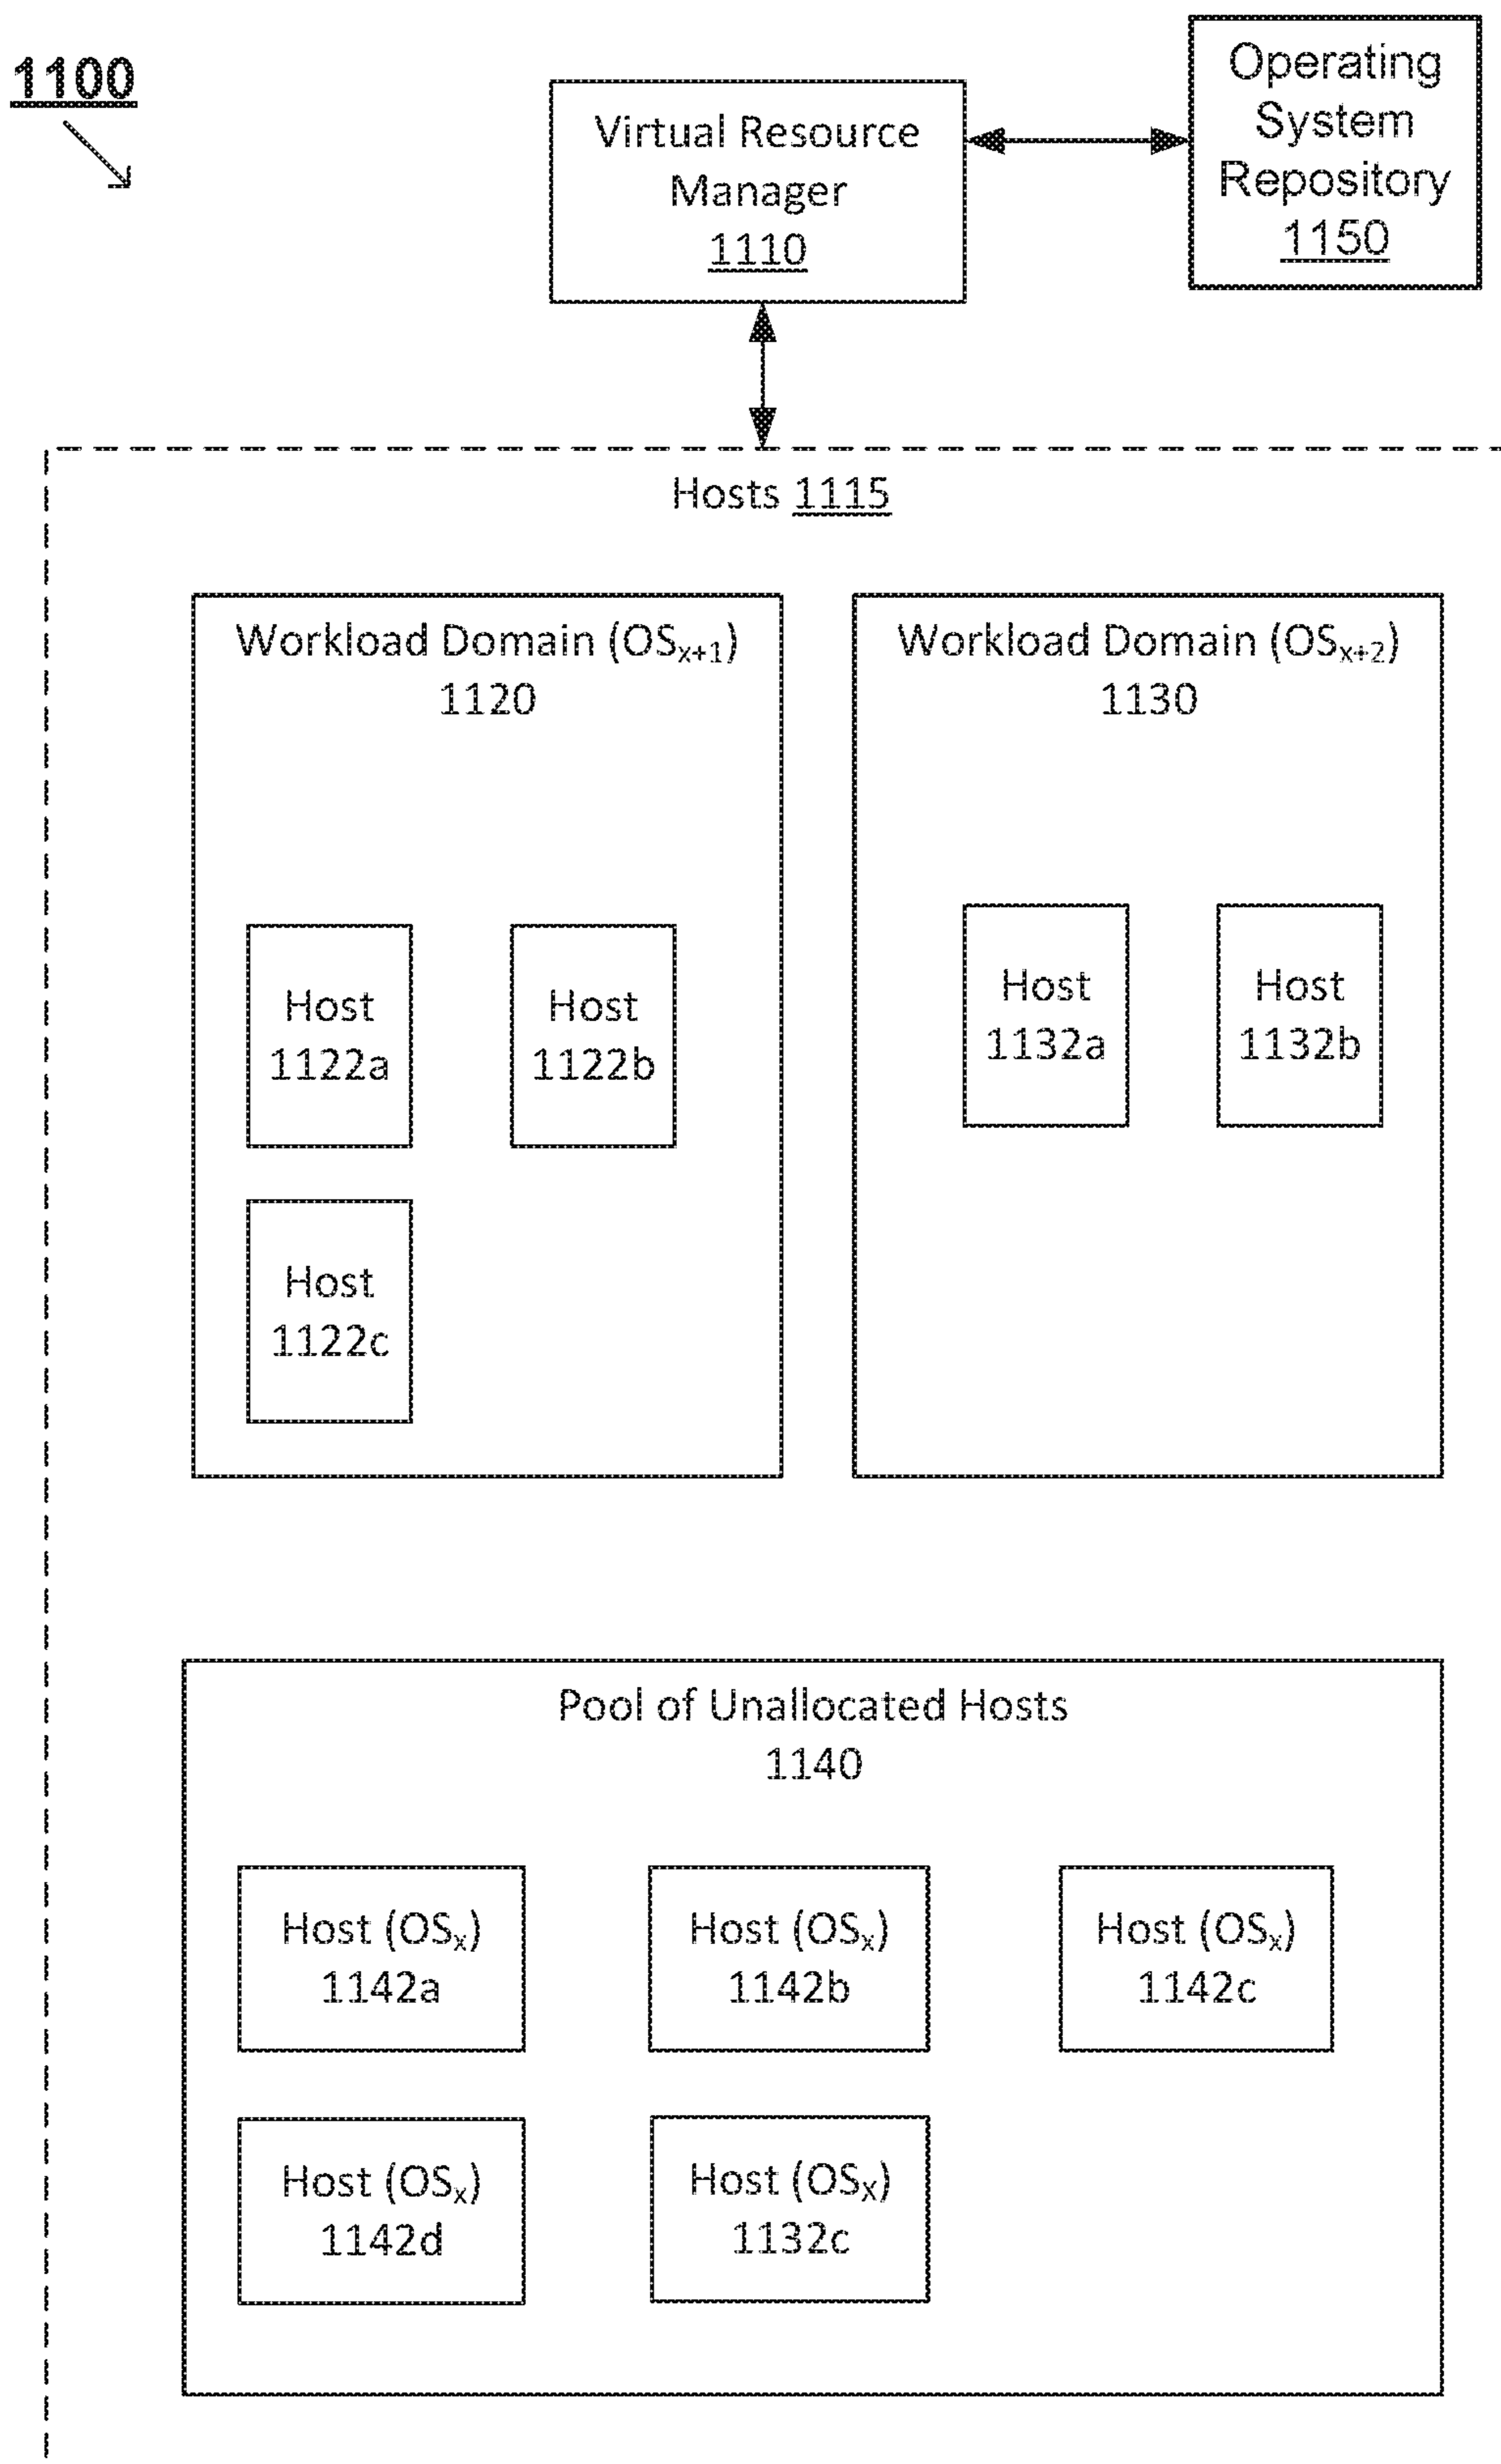 1100
Virtual Resource
Manager
1110
Operating
System
Repository
1150
Hosts 1115
Workload Domain (OSx+1)
1120
Workload Domain (OSx+2)
1130
Host
1122a
Host
1122b
Host
1132a
Host
1132b
Host
1122c
Pool of Unallocated Hosts
1140
Host (OSx)
1142a
Host (OSx)
1142b
Host (OSx)
1142c
Host (OSx)
1142d
Host (OSX)
1132c